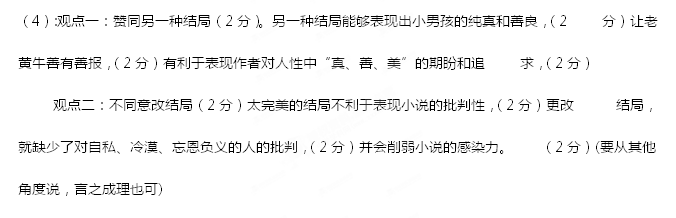 （4）:观点一：赞同另一种结局（2分）。另一种结局能够表现出小男孩的纯真和善良，（2 分）让老
黄牛善有善报，（2分）有利于表现作者对人性中“真、善、美”的期盼和追 求，（2分）
观点二：不同意改结局（2分）太完美的结局不利于表现小说的批判性，（2分）更改 结局，
就缺少了对自私、冷漠、忘恩负义的人的批判，（2分）并会削弱小说的感染力。 （2分）（要从其他
角度说，言之成理也可）